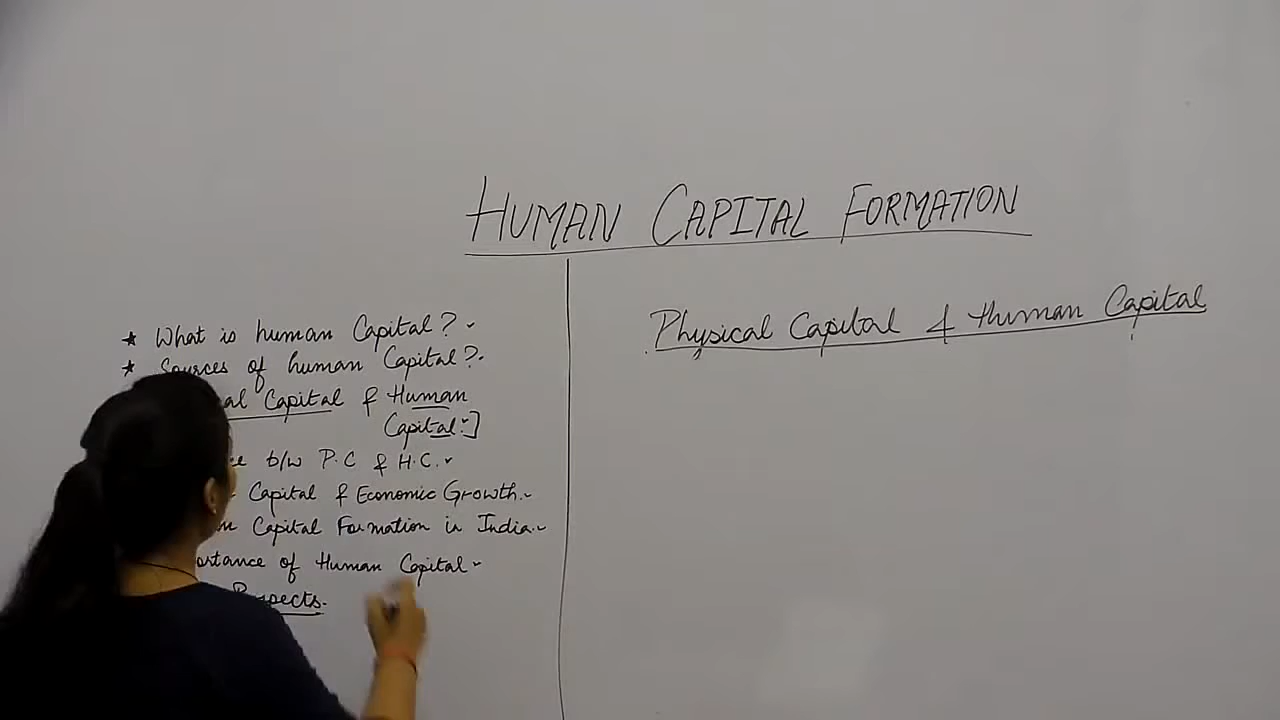 HUMAN CAPITAL FORMATION
★ What is human Capital?
★ Sources of human Capital?
Capital & Human
Capital.]
b/w P.C & H.C.
Capital & Economic Growth.
Capital Formation in India.
of Human Capital
Physical Capital & Human Capital